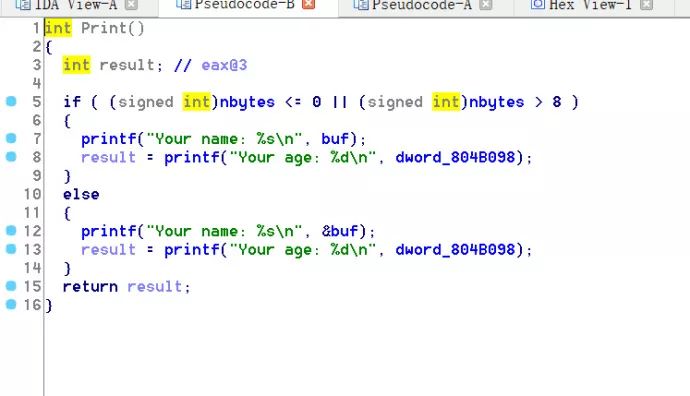 IDA View-A Pseudocode-B Pseudocode-A Hex View-1
1 int Print()
2 {
3   int result; // eax@3
4
5   if ( (signed int)nbytes <= 0 || (signed int)nbytes > 8 )
6   {
7     printf("Your name: %s\n", buf);
8     result = printf("Your age: %d\n", dword_804B098);
9   }
10   else
11   {
12     printf("Your name: %s\n", &buf);
13     result = printf("Your age: %d\n", dword_804B098);
14   }
15   return result;
16 }